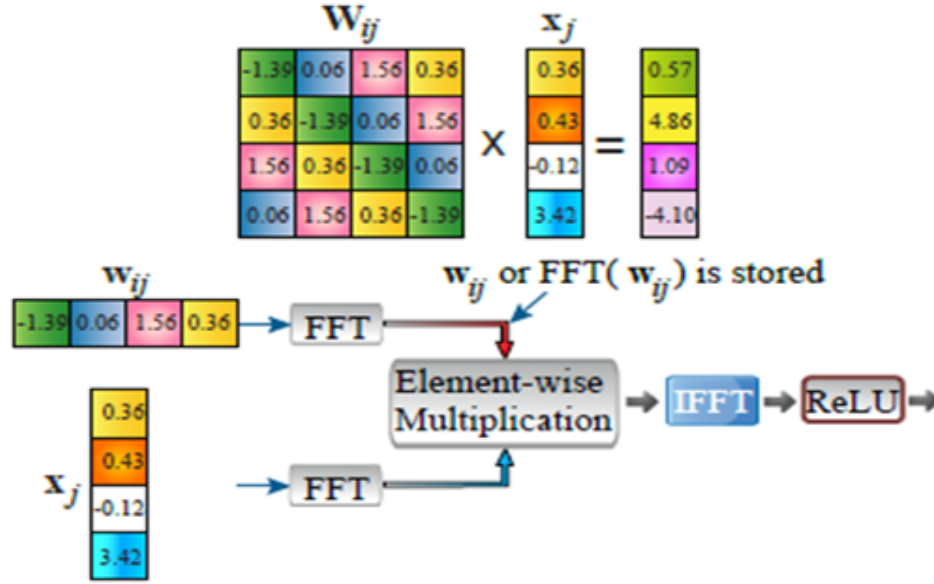 W_ij x_j
-1.39 0.06 1.56 0.36 0.36 0.57
0.36 -1.39 0.06 1.56 0.43 4.86
X =
1.56 0.36 -1.39 0.06 -0.12 1.09
0.06 1.56 0.36 -1.39 3.42 -4.10
w_ij
w_ij or FFT( w_ij) is stored
-1.39 0.06 1.56 0.36
FFT
Element-wise
Multiplication
IFFT
ReLU
x_j
0.36
0.43
-0.12
3.42
FFT